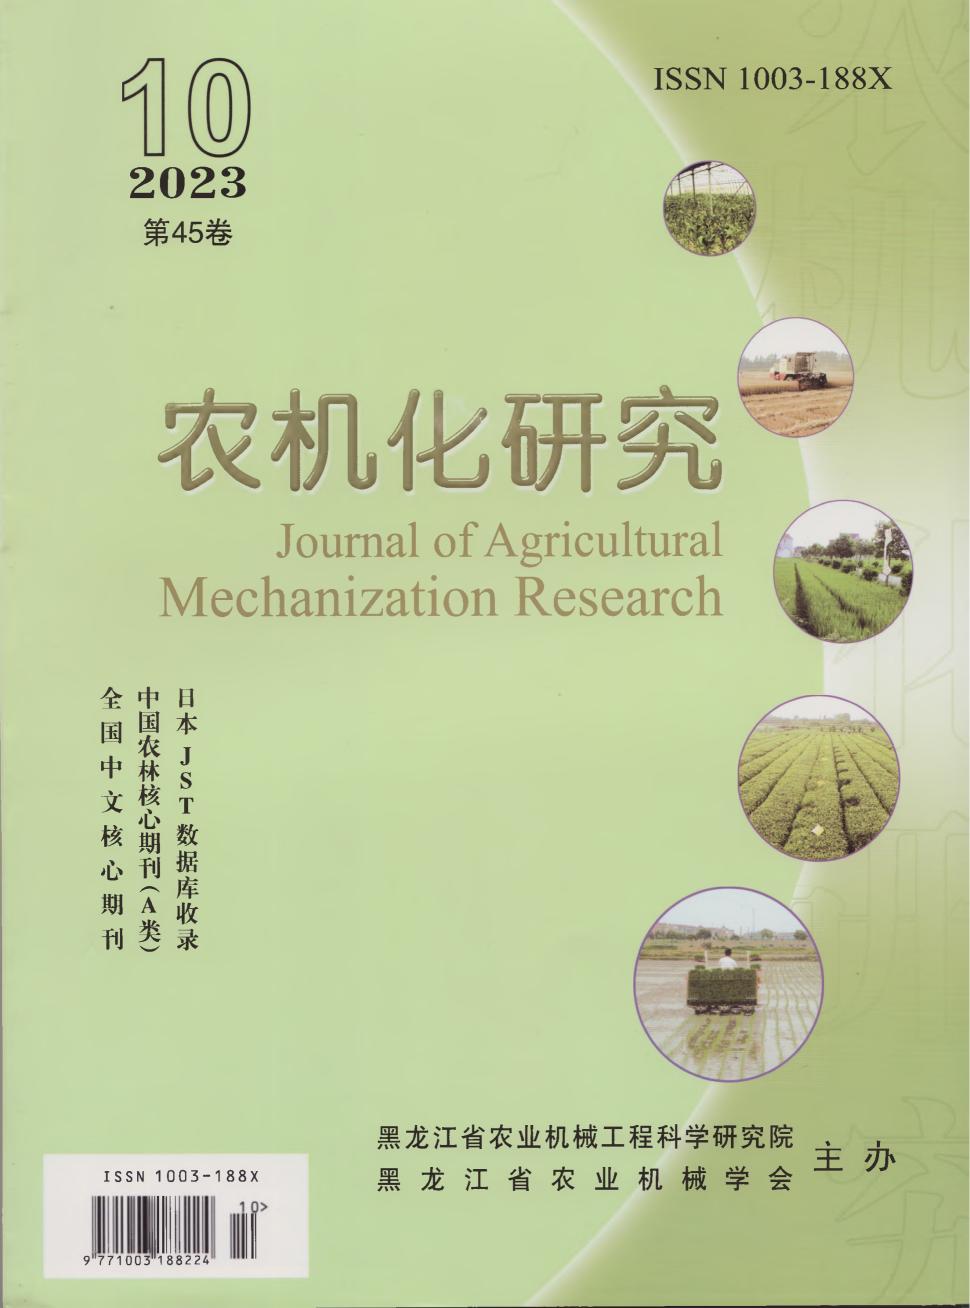 10
2023
第45卷
ISSN 1003-188X
农机化研究
Journal of Agricultural
Mechanization Research
日本JST数据库收录
中国农林核心期刊(A类)
全国中文核心期刊
黑龙江省农业机械工程科学研究院
黑龙江省农业机械学会
主办
ISSN 1003-188X
10>
9 771003 188224